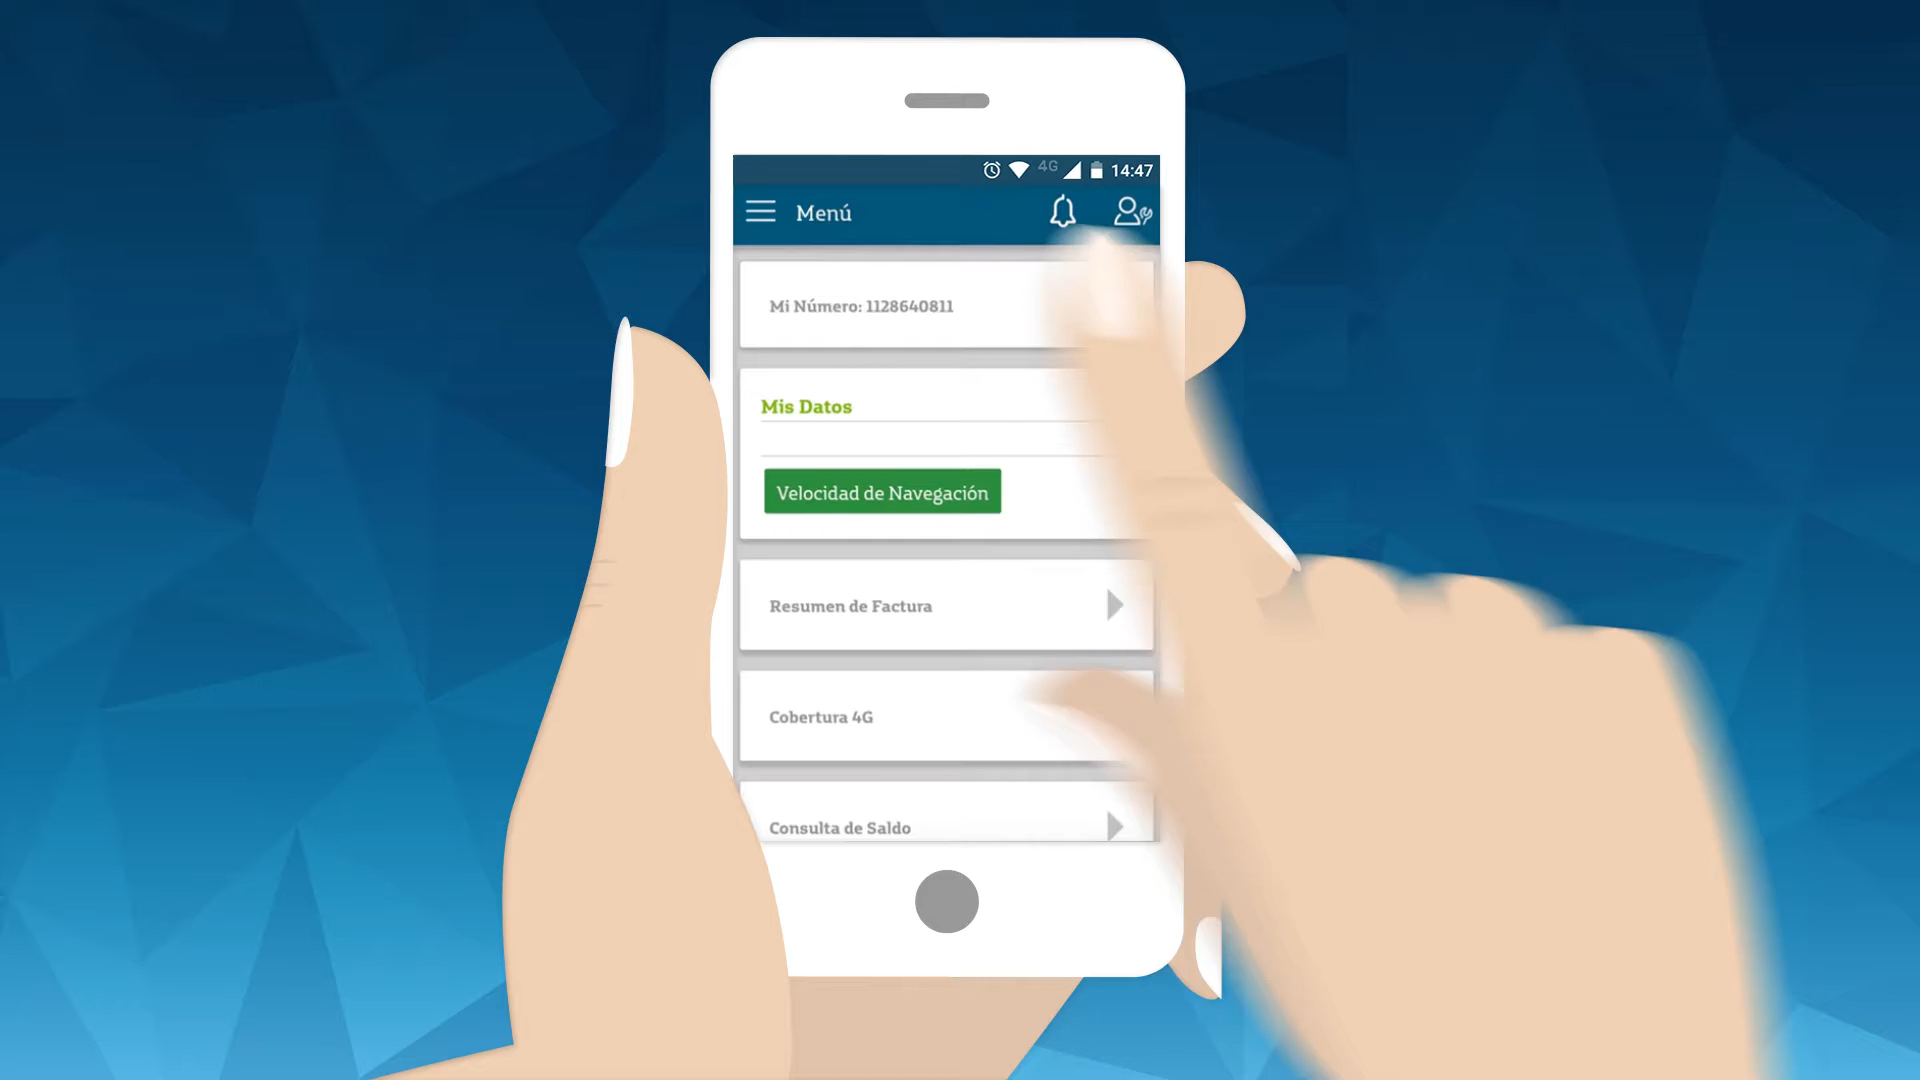 4G 14:47
Menú
Mi Número: 1128640811
Mis Datos
Velocidad de Navegación
Resumen de Factura
Cobertura 4G
Consulta de Saldo